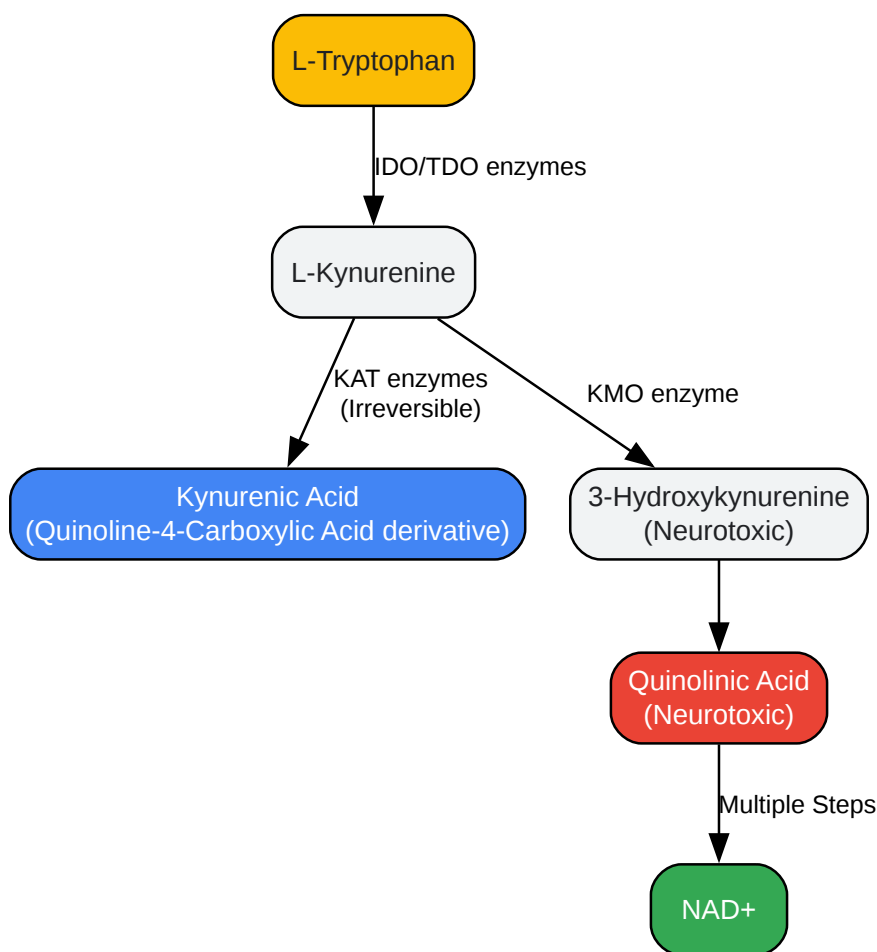 L-Tryptophan
IDO/TDO enzymes
L-Kynurenine
KAT enzymes
(Irreversible)
KMO enzyme
Kynurenic Acid
(Quinoline-4-Carboxylic Acid derivative)
3-Hydroxykynurenine
(Neurotoxic)
Quinolinic Acid
(Neurotoxic)
Multiple Steps
NAD+